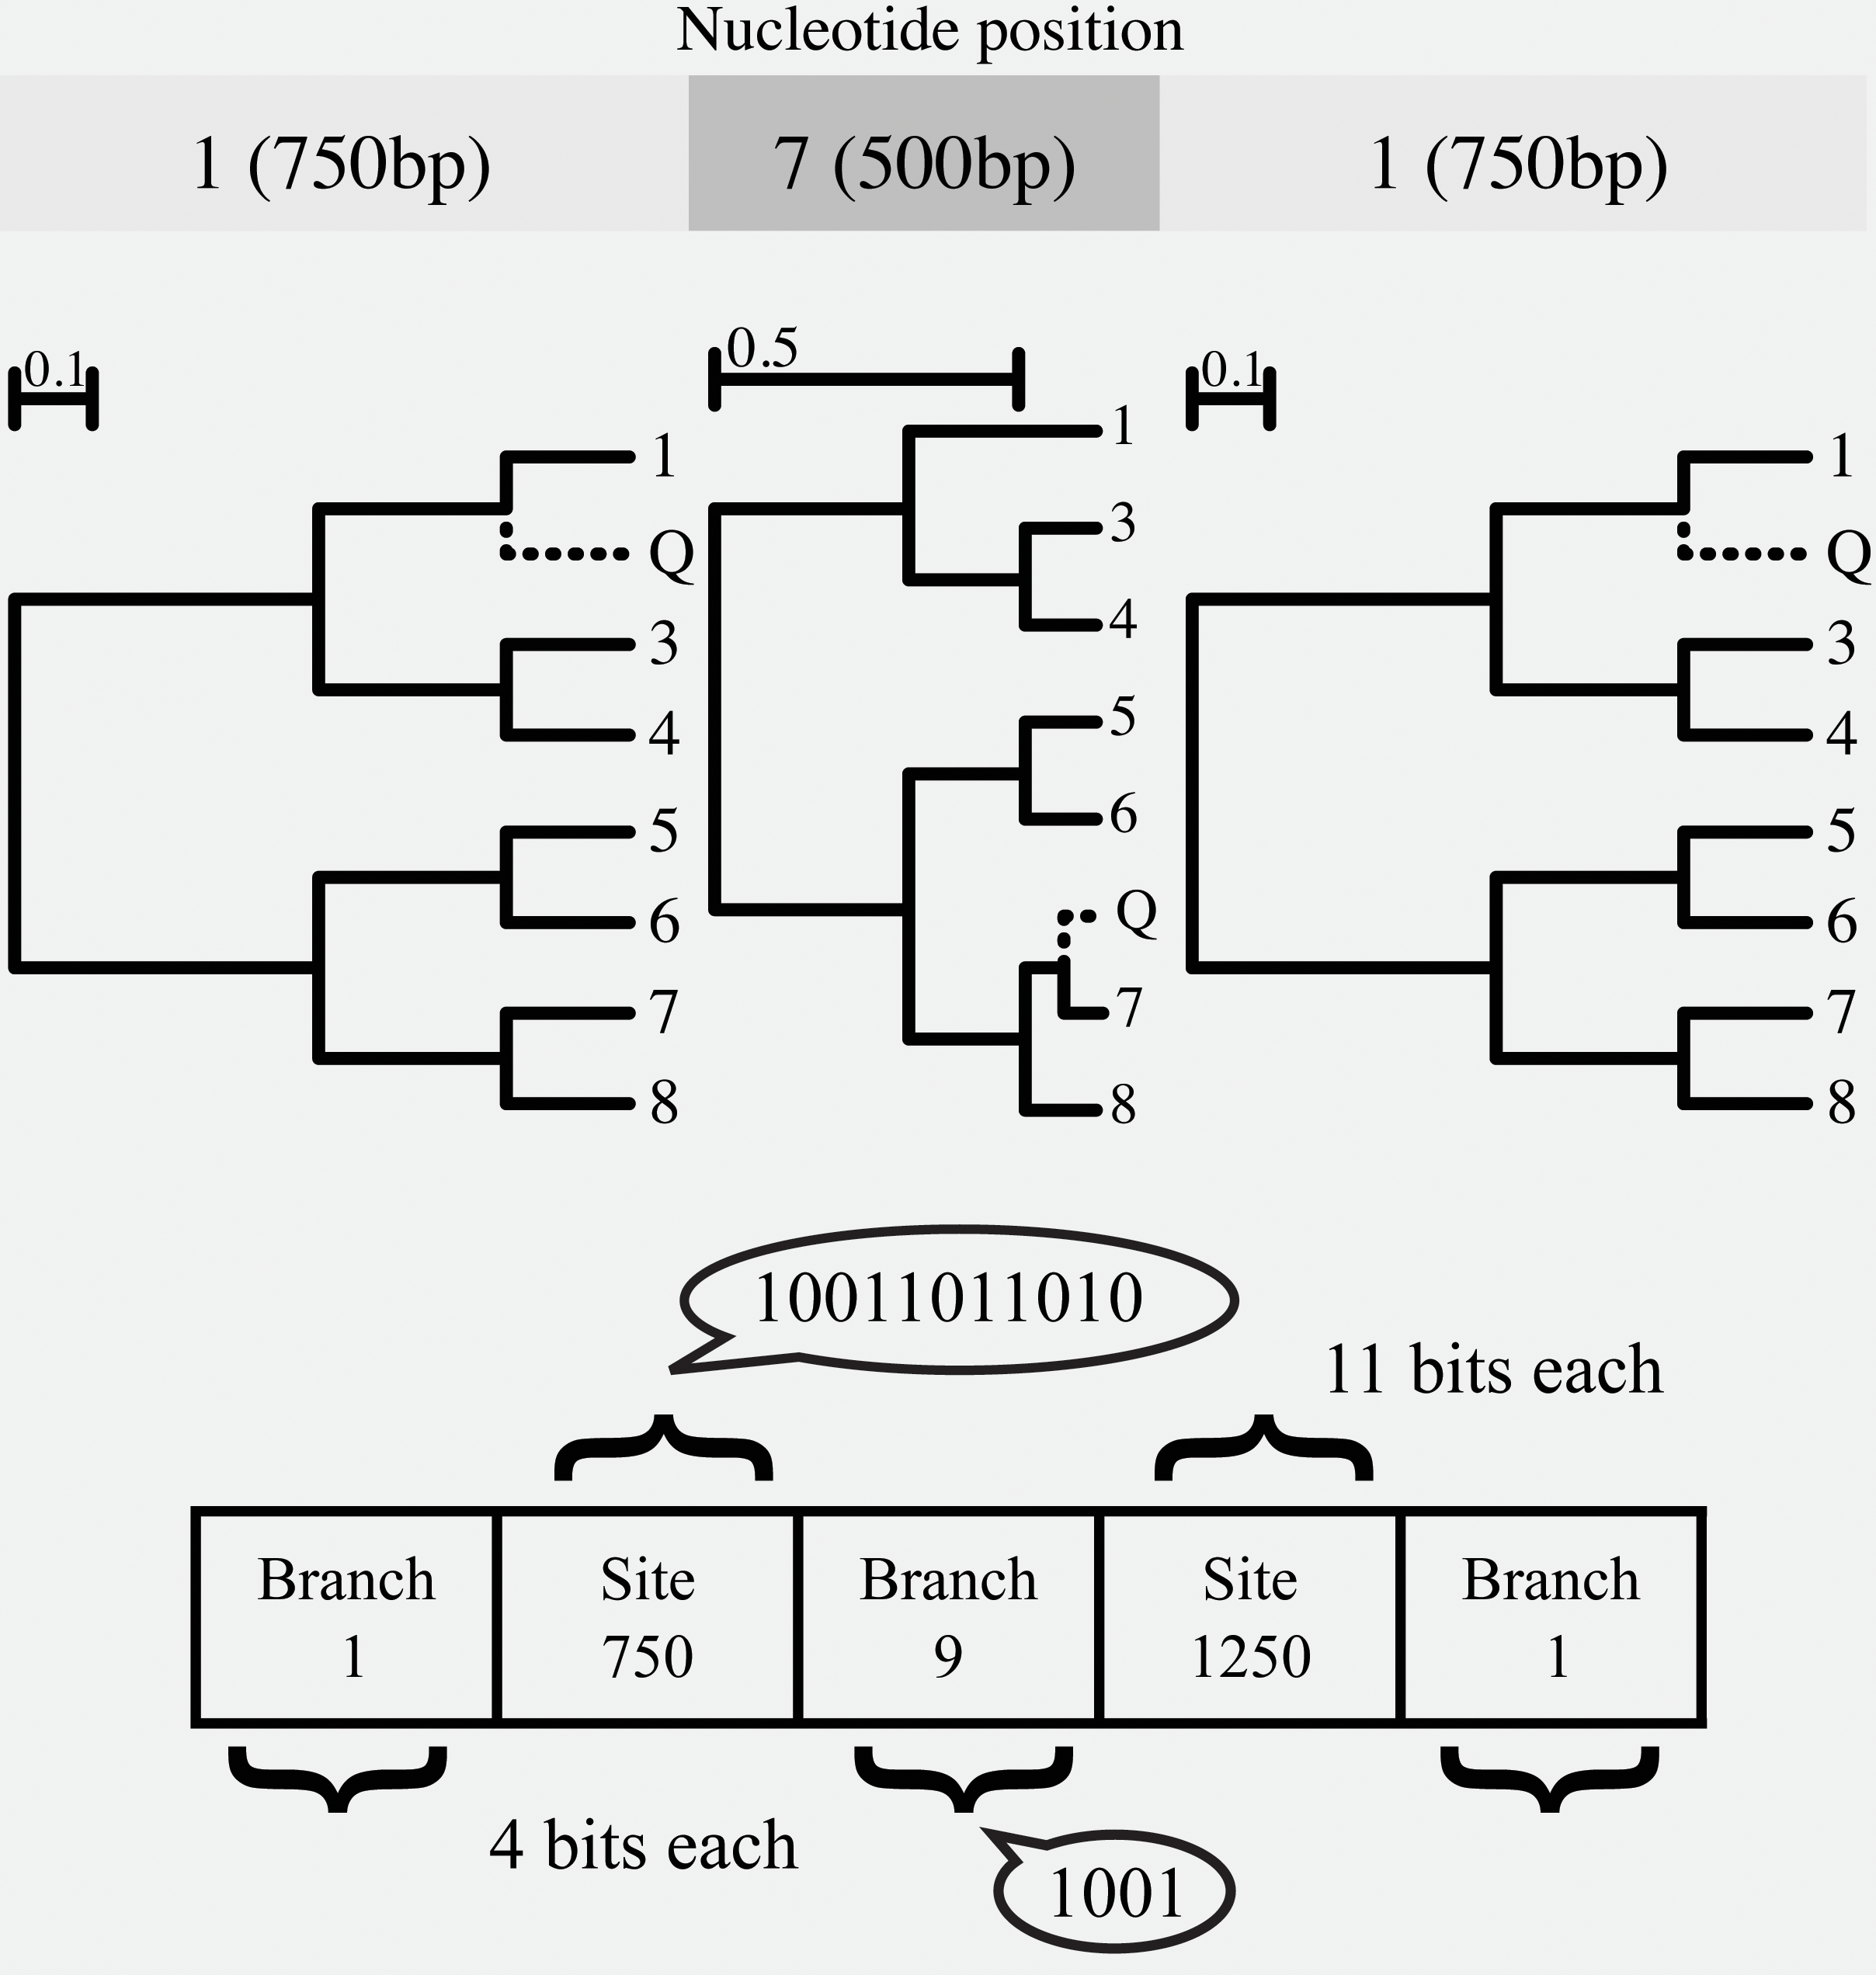 Nucleotide position
1 (750bp) 7 (500bp) 1 (750bp)
0.1
1
Q
3
4
5
6
7
8
0.5
1
3
4
5
6
Q
7
8
0.1
1
Q
3
4
5
6
7
8
10011011010
11 bits each
Branch
1
Site
750
Branch
9
Site
1250
Branch
1
4 bits each
1001